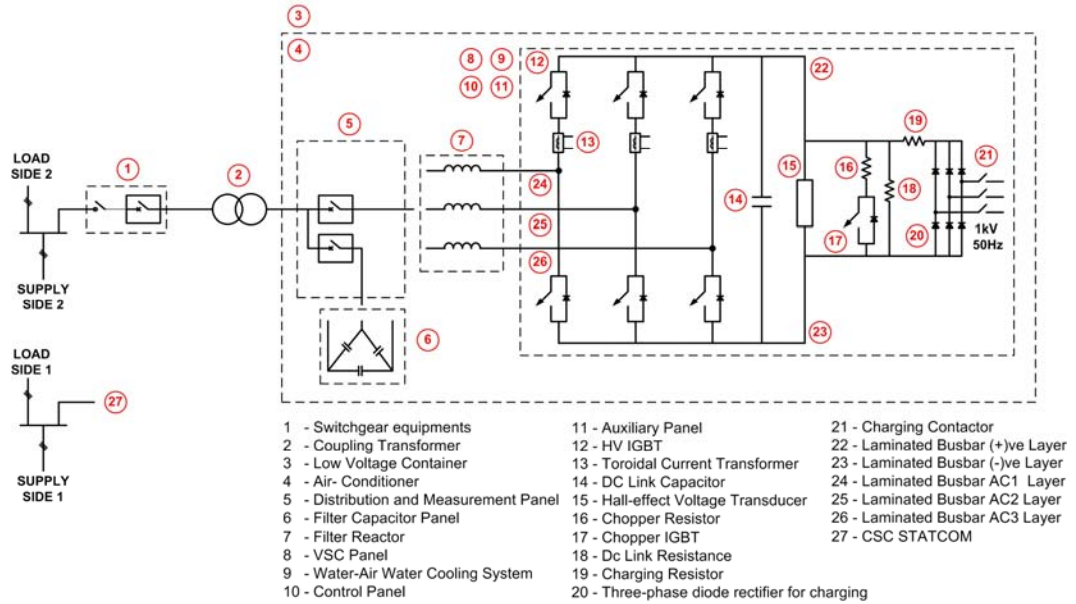 3
4
8 9 12
10 11
22
5
7
19
LOAD
SIDE 2
1
2
13
16
21
15
18
24
14
25
17
20
1kV
50Hz
26
SUPPLY
SIDE 2
23
6
LOAD
SIDE 1
27
SUPPLY
SIDE 1
1 - Switchgear equipments
2 - Coupling Transformer
3 - Low Voltage Container
4 - Air- Conditioner
5 - Distribution and Measurement Panel
6 - Filter Capacitor Panel
7 - Filter Reactor
8 - VSC Panel
9 - Water-Air Water Cooling System
10 - Control Panel
11 - Auxiliary Panel
12 - HV IGBT
13 - Toroidal Current Transformer
14 - DC Link Capacitor
15 - Hall-effect Voltage Transducer
16 - Chopper Resistor
17 - Chopper IGBT
18 - Dc Link Resistance
19 - Charging Resistor
20 - Three-phase diode rectifier for charging
21 - Charging Contactor
22 - Laminated Busbar (+)ve Layer
23 - Laminated Busbar (-)ve Layer
24 - Laminated Busbar AC1 Layer
25 - Laminated Busbar AC2 Layer
26 - Laminated Busbar AC3 Layer
27 - CSC STATCOM